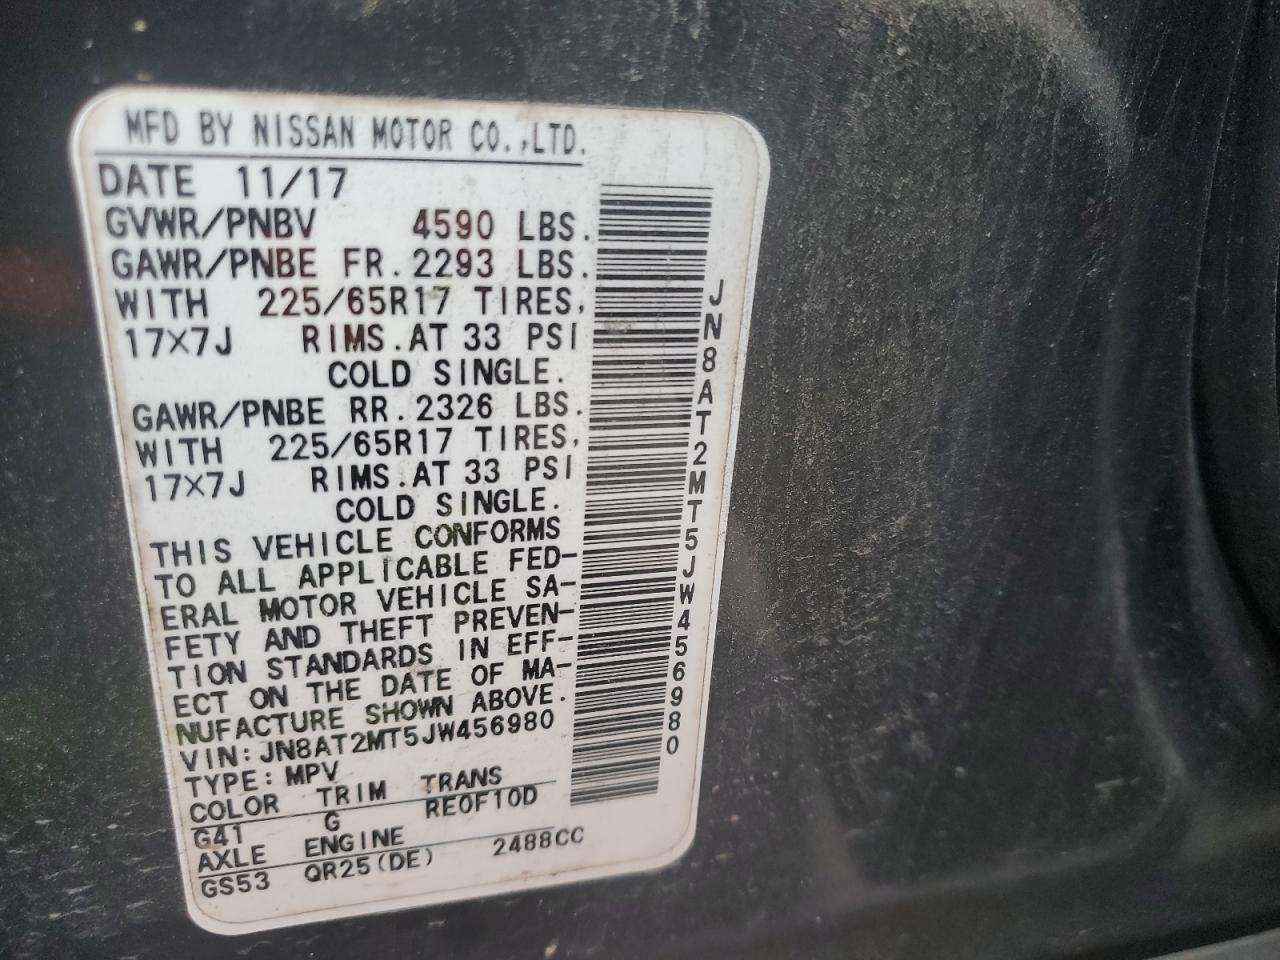 MFD BY NISSAN MOTOR CO.,LTD.
DATE 11/17
GVWR/PNBV 4590 LBS.
GAWR/PNBE FR.2293 LBS.
WITH 225/65R17 TIRES,
17X7J RIMS.AT 33 PSI
COLD SINGLE.
GAWR/PNBE RR.2326 LBS.
WITH 225/65R17 TIRES,
17X7J RIMS.AT 33 PSI
COLD SINGLE.
THIS VEHICLE CONFORMS
TO ALL APPLICABLE FED-
ERAL MOTOR VEHICLE SA-
FETY AND THEFT PREVEN-
TION STANDARDS IN EFF-
ECT ON THE DATE OF MA-
NUFACTURE SHOWN ABOVE.
VIN:JN8AT2MT5JW456980
TYPE:MPV
COLOR TRIM TRANS
G41 G RE0F10D
AXLE ENGINE
GS53 QR25(DE) 2488CC
JN8AT2MT5JW456980